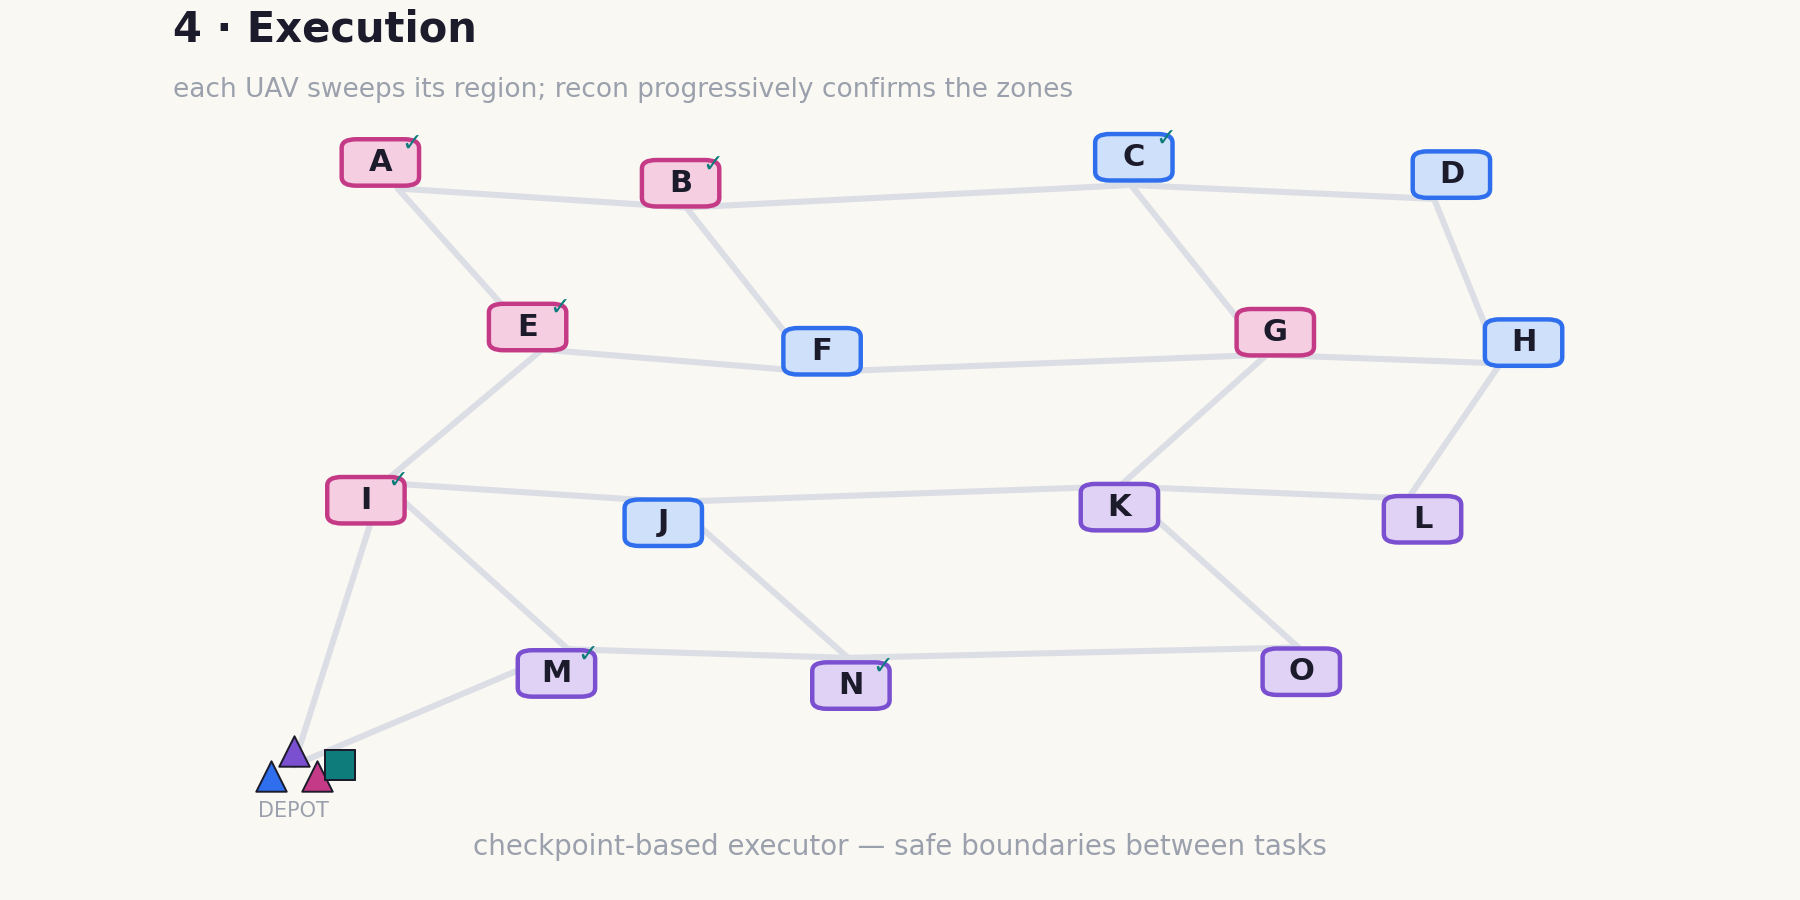 4 · Execution
each UAV sweeps its region; recon progressively confirms the zones
A ✓
B ✓
C ✓
D
E ✓
F
G
H
I ✓
J
K
L
M ✓
N ✓
O
DEPOT
checkpoint-based executor — safe boundaries between tasks